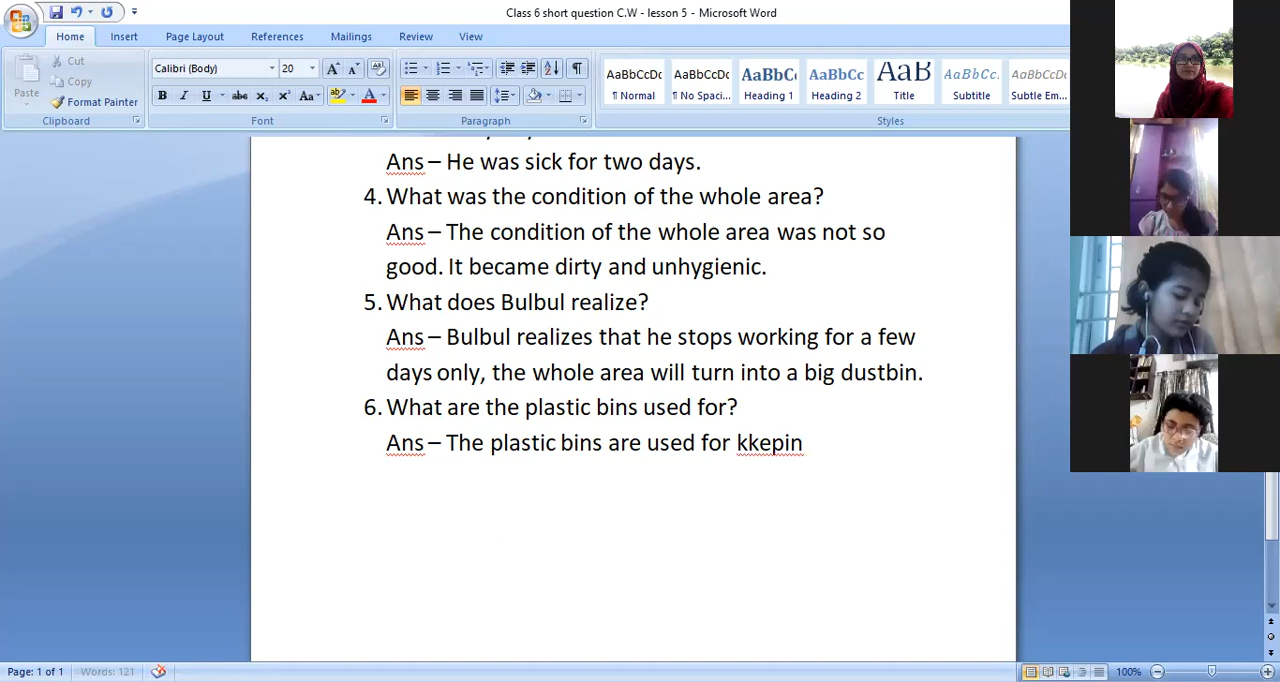 Class 6 short question C.W - lesson 5 - Microsoft Word
Home Insert Page Layout References Mailings Review View
Paste
Cut
Copy
Format Painter
Clipboard
Calibri (Body) 20
B I U abc X₂ X² Aa
Font
Paragraph
AaBbCcDc AaBbCcDc AaBbC AaBbCc AaB AaBbCc. AaBbCcDc
¶ Normal ¶ No Spaci... Heading 1 Heading 2 Title Subtitle Subtle Em...
Styles
Ans – He was sick for two days.
4. What was the condition of the whole area?
Ans – The condition of the whole area was not so
good. It became dirty and unhygienic.
5. What does Bulbul realize?
Ans – Bulbul realizes that he stops working for a few
days only, the whole area will turn into a big dustbin.
6. What are the plastic bins used for?
Ans – The plastic bins are used for kkepin
Page: 1 of 1 Words: 121
100%